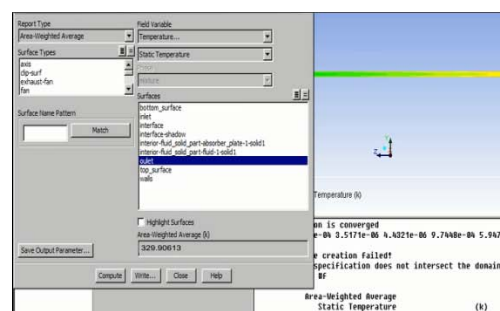 Report Type
Area-Weighted Average
Surface Types
axis
clip-surf
exhaust-fan
fan
Surface Name Pattern
Match
Save Output Parameter...
Field Variable
Temperature...
Static Temperature
mixture
Surfaces
bottom_surface
inlet
interface
interface-shadow
interior-fluid_solid_part-absorber_plate-1-solid1
interior-fluid_solid_part-fluid-1-solid1
oulet
top_surface
walls
Highlight Surfaces
Area-Weighted Average (k)
329.90613
Compute
Write...
Close
Help
Z
Temperature (k)
on is converged
e-04 3.5171e-06 4.4321e-06 9.7448e-04 5.947
e creation failed!
specification does not intersect the domain
#f
Area-Weighted Average
Static Temperature (k)